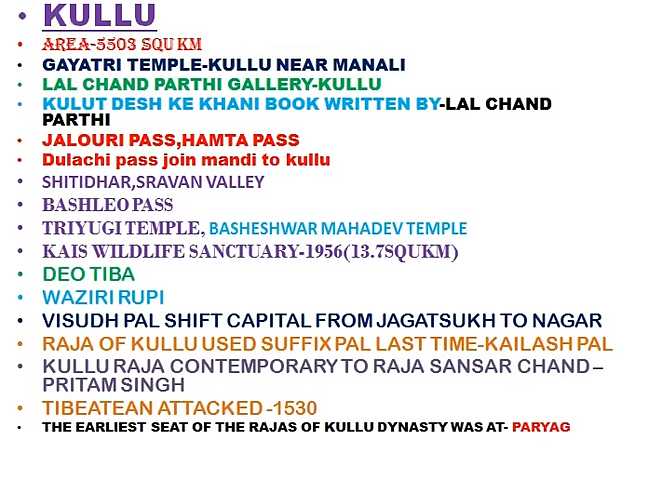 • KULLU
• AREA-5503 SQU KM
• GAYATRI TEMPLE-KULLU NEAR MANALI
• LAL CHAND PARTHI GALLERY-KULLU
• KULUT DESH KE KHANI BOOK WRITTEN BY-LAL CHAND
PARTHI
• JALOURI PASS,HAMTA PASS
• Dulachi pass join mandi to kullu
• SHITIDHAR,SRAVAN VALLEY
• BASHLEO PASS
• TRIYUGI TEMPLE, BASHESHWAR MAHADEV TEMPLE
• KAIS WILDLIFE SANCTUARY-1956(13.7SQUKM)
• DEO TIBA
• WAZIRI RUPI
• VISUDH PAL SHIFT CAPITAL FROM JAGATSUKH TO NAGAR
• RAJA OF KULLU USED SUFFIX PAL LAST TIME-KAILASH PAL
• KULLU RAJA CONTEMPORARY TO RAJA SANSAR CHAND –
PRITAM SINGH
• TIBEATEAN ATTACKED -1530
• THE EARLIEST SEAT OF THE RAJAS OF KULLU DYNASTY WAS AT- PARYAG